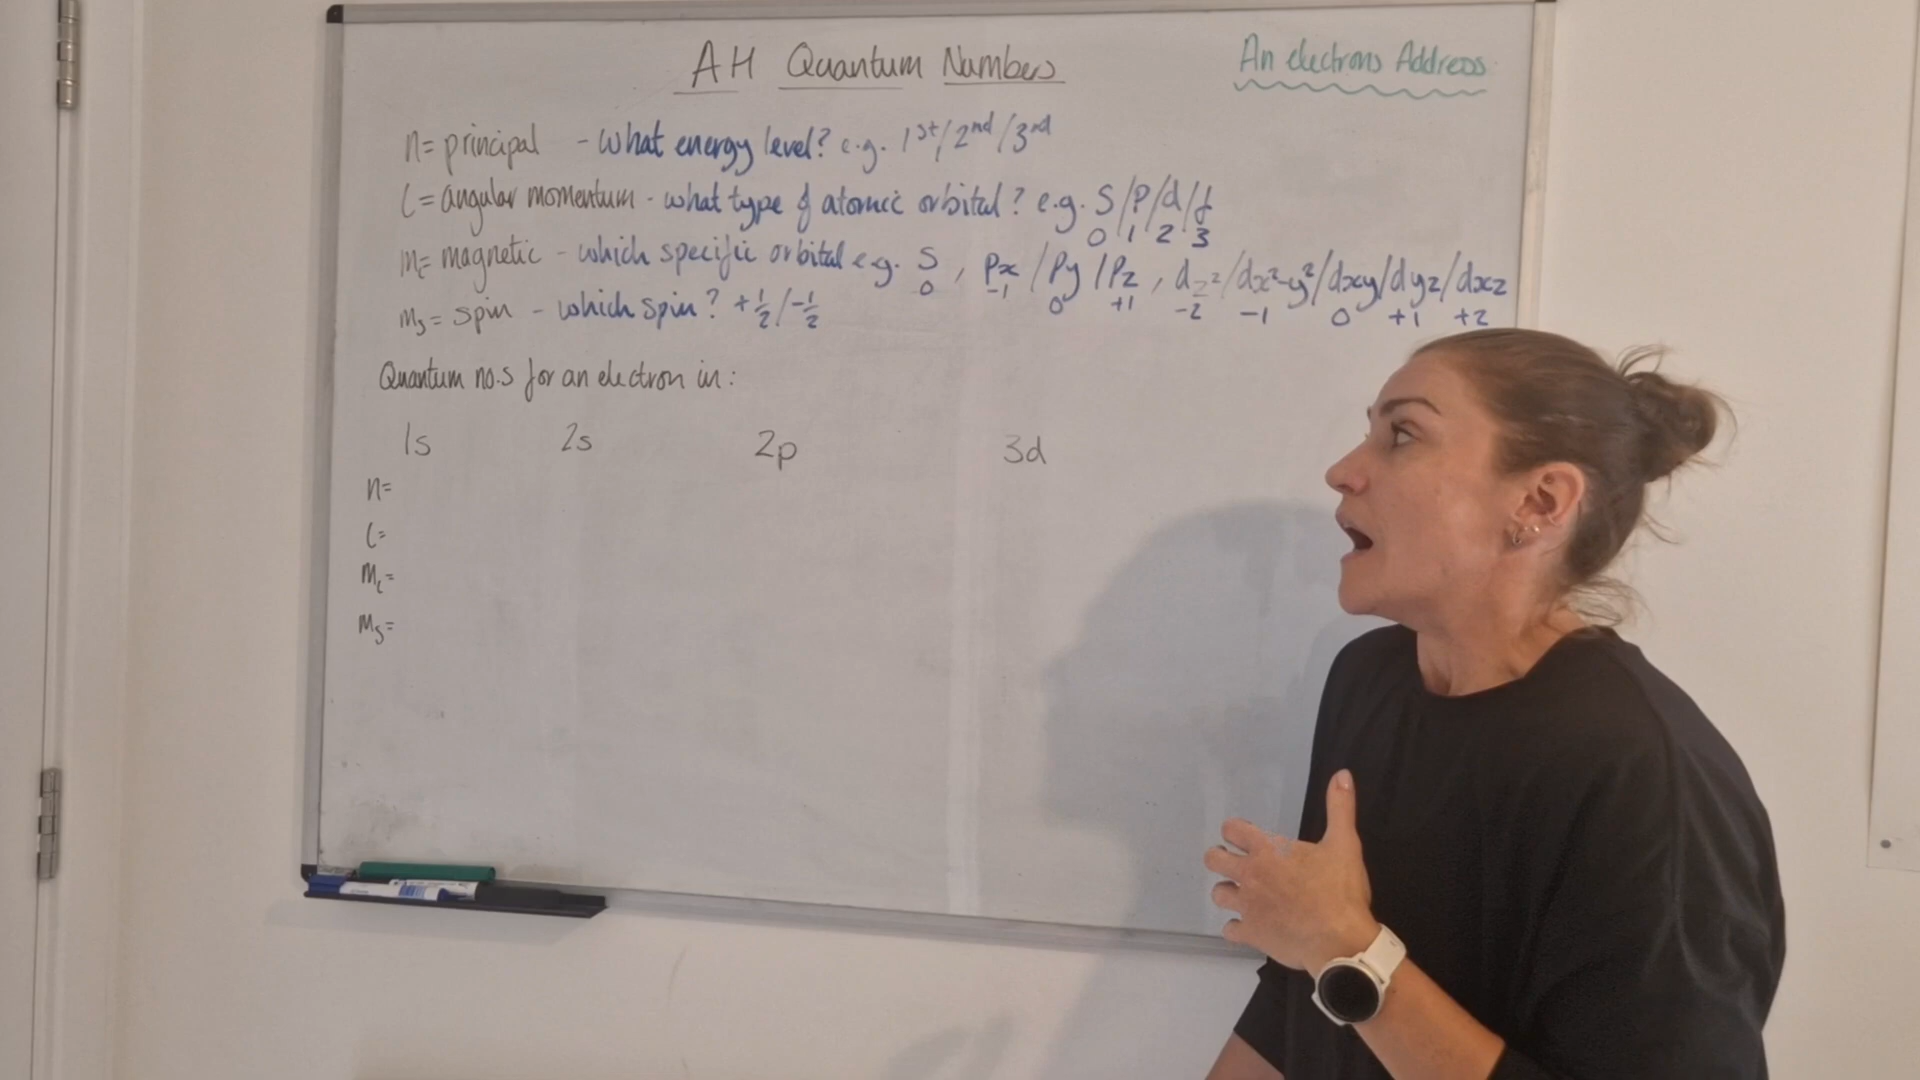 AH Quantum Numbers
An electrons Address
n= principal - what energy level? e.g. 1st/2nd/3rd
l= angular momentum - what type of atomic orbital? e.g. S/P/d/f
0 1 2 3
ml= magnetic - which specific orbital e.g. S, Px/Py/Pz, dz²/dx²-y²/dxy/dyz/dxz
0 -1 0 +1 -2 -1 0 +1 +2
ms= spin - which spin? +1/2/-1/2
Quantum no.s for an electron in:
1s 2s 2p 3d
n=
l=
ml=
ms=